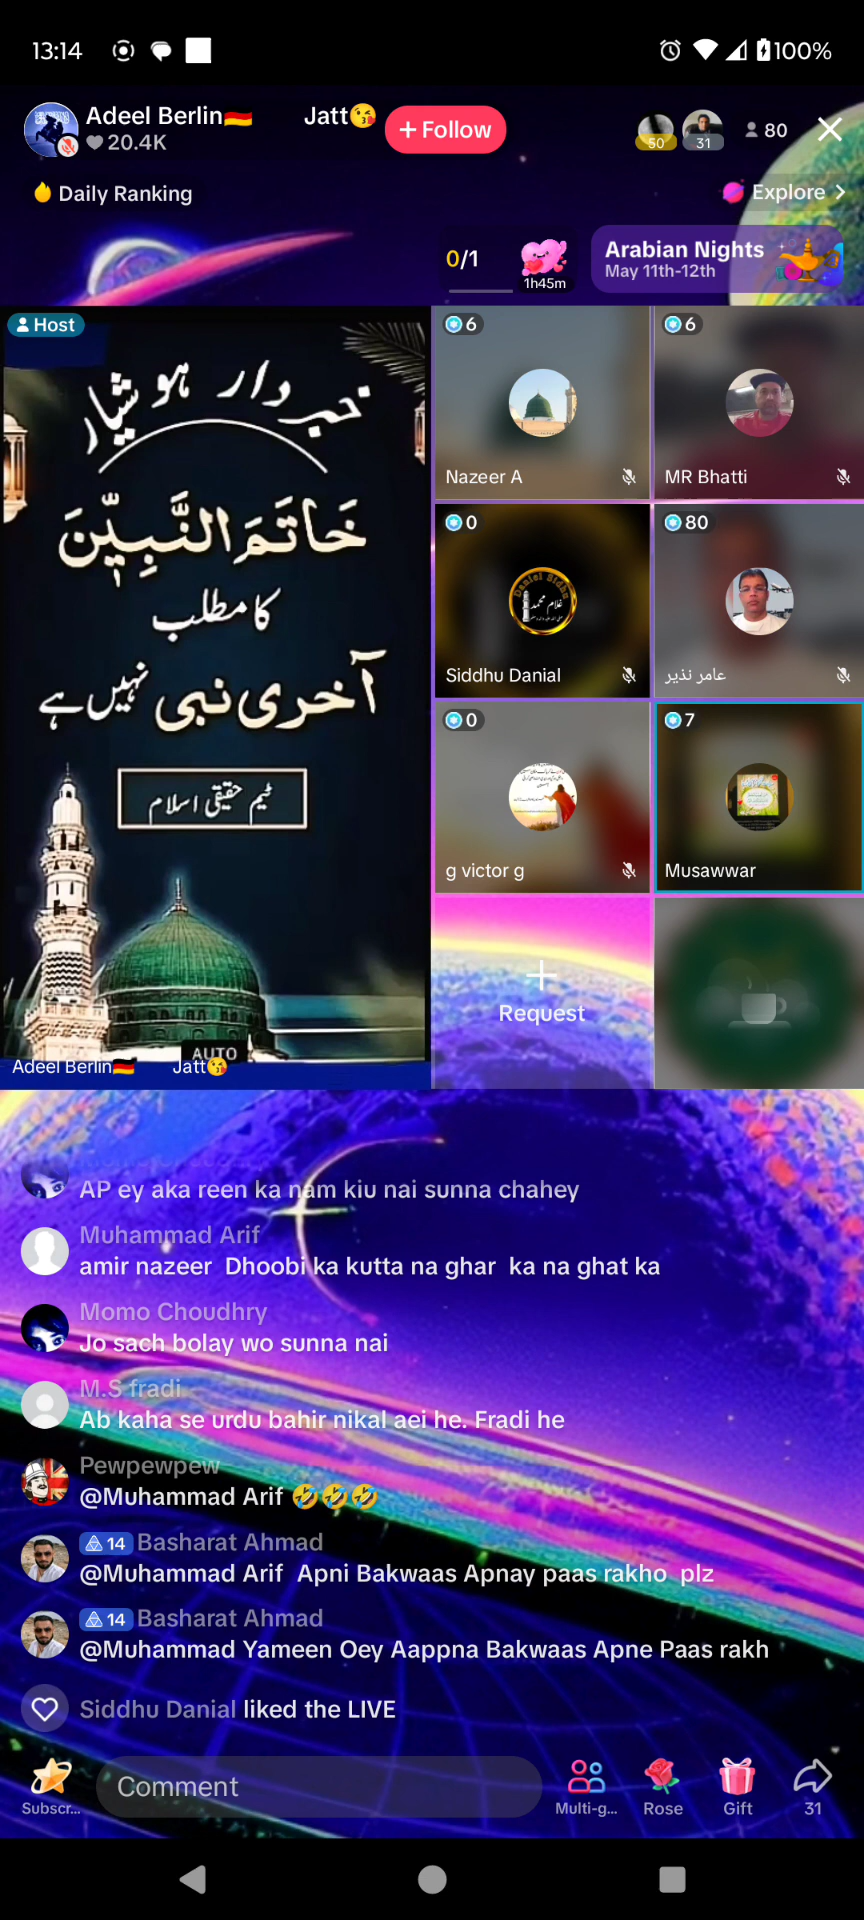 13:14
100%
Adeel Berlin🇩🇪 Jatt😘
20.4K
+ Follow
50
31
80
Daily Ranking
Explore
0/1
1h45m
Arabian Nights
May 11th-12th
Host
خبردار ہوشیار
خَاتَمَ النَّبِيّٖنَ
کا مطلب
آخری نبی نہیں ہے
ٹیم حقیقی اسلام
AUTO
Adeel Berlin🇩🇪 Jatt😘
6
Nazeer A
6
MR Bhatti
0
Daniel Sidhu
غلام محمد
Siddhu Danial
80
عامر نذیر
0
g victor g
7
Musawwar
Request
AP ey aka reen ka nam kiu nai sunna chahey
Muhammad Arif
amir nazeer Dhoobi ka kutta na ghar ka na ghat ka
Momo Choudhry
Jo sach bolay wo sunna nai
M.S fradi
Ab kaha se urdu bahir nikal aei he. Fradi he
Pewpewpew
@Muhammad Arif 🤣🤣🤣
14 Basharat Ahmad
@Muhammad Arif Apni Bakwaas Apnay paas rakho plz
14 Basharat Ahmad
@Muhammad Yameen Oey Aappna Bakwaas Apne Paas rakh
Siddhu Danial liked the LIVE
Subscr...
Comment
Multi-g...
Rose
Gift
31